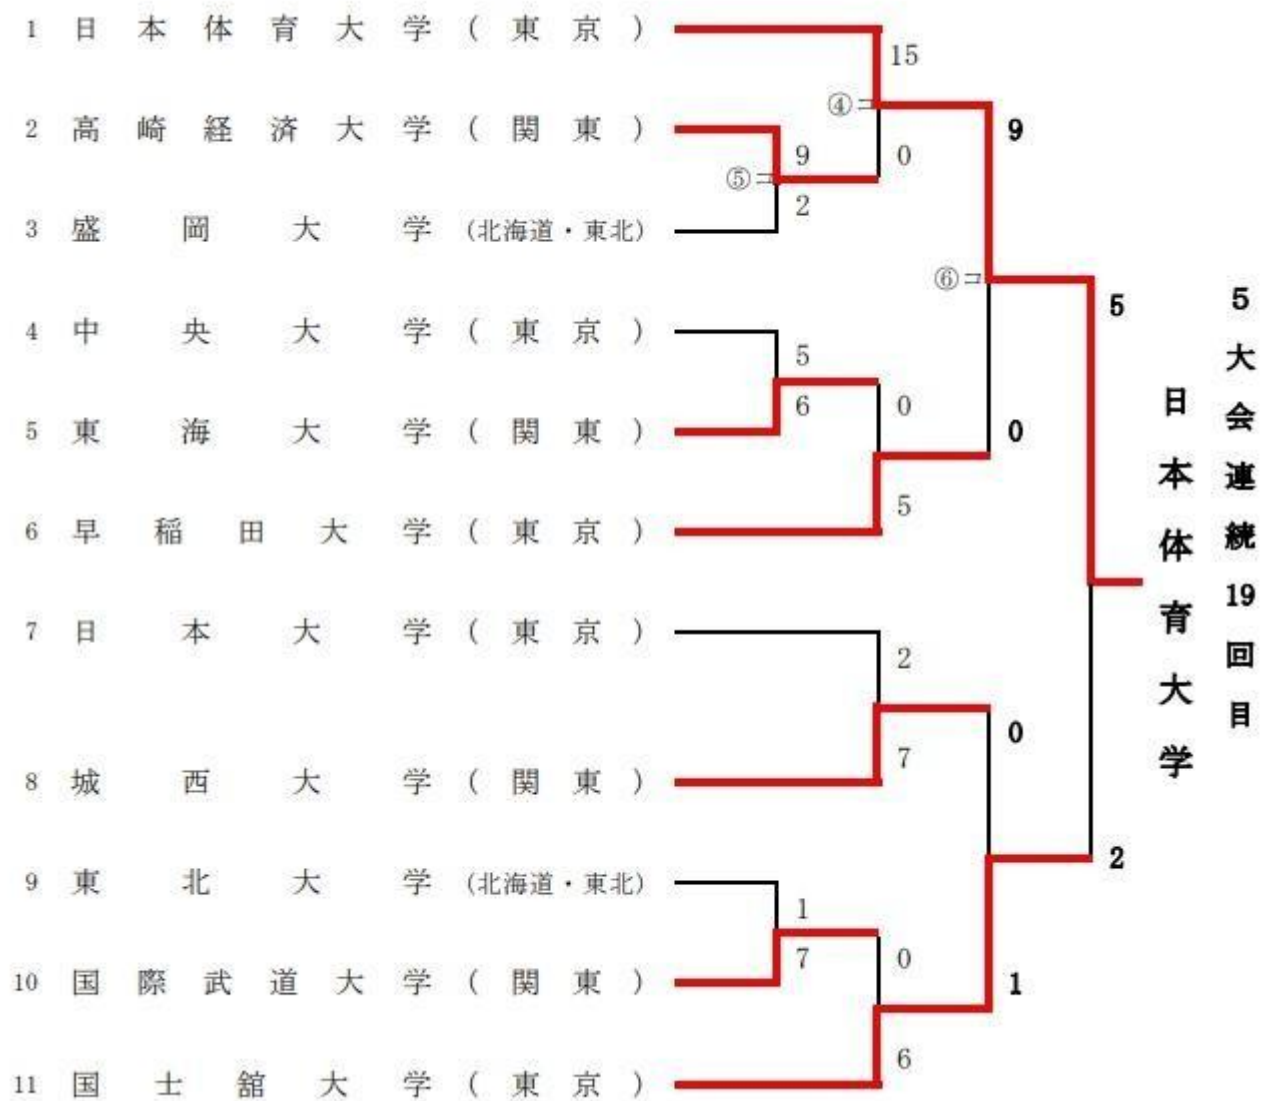 1 日本体育大学(東京)
15
④コ
2 高崎経済大学(関東)
9
9
0
⑤コ
2
3 盛岡大学(北海道・東北)
⑥コ
5
4 中央大学(東京)
5
6
0
0
5 東海大学(関東)
5
6 早稲田大学(東京)
7 日本大学(東京)
2
0
7
8 城西大学(関東)
2
9 東北大学(北海道・東北)
1
7
0
1
10 国際武道大学(関東)
6
11 国士舘大学(東京)
5大会連続19回目
日本体育大学